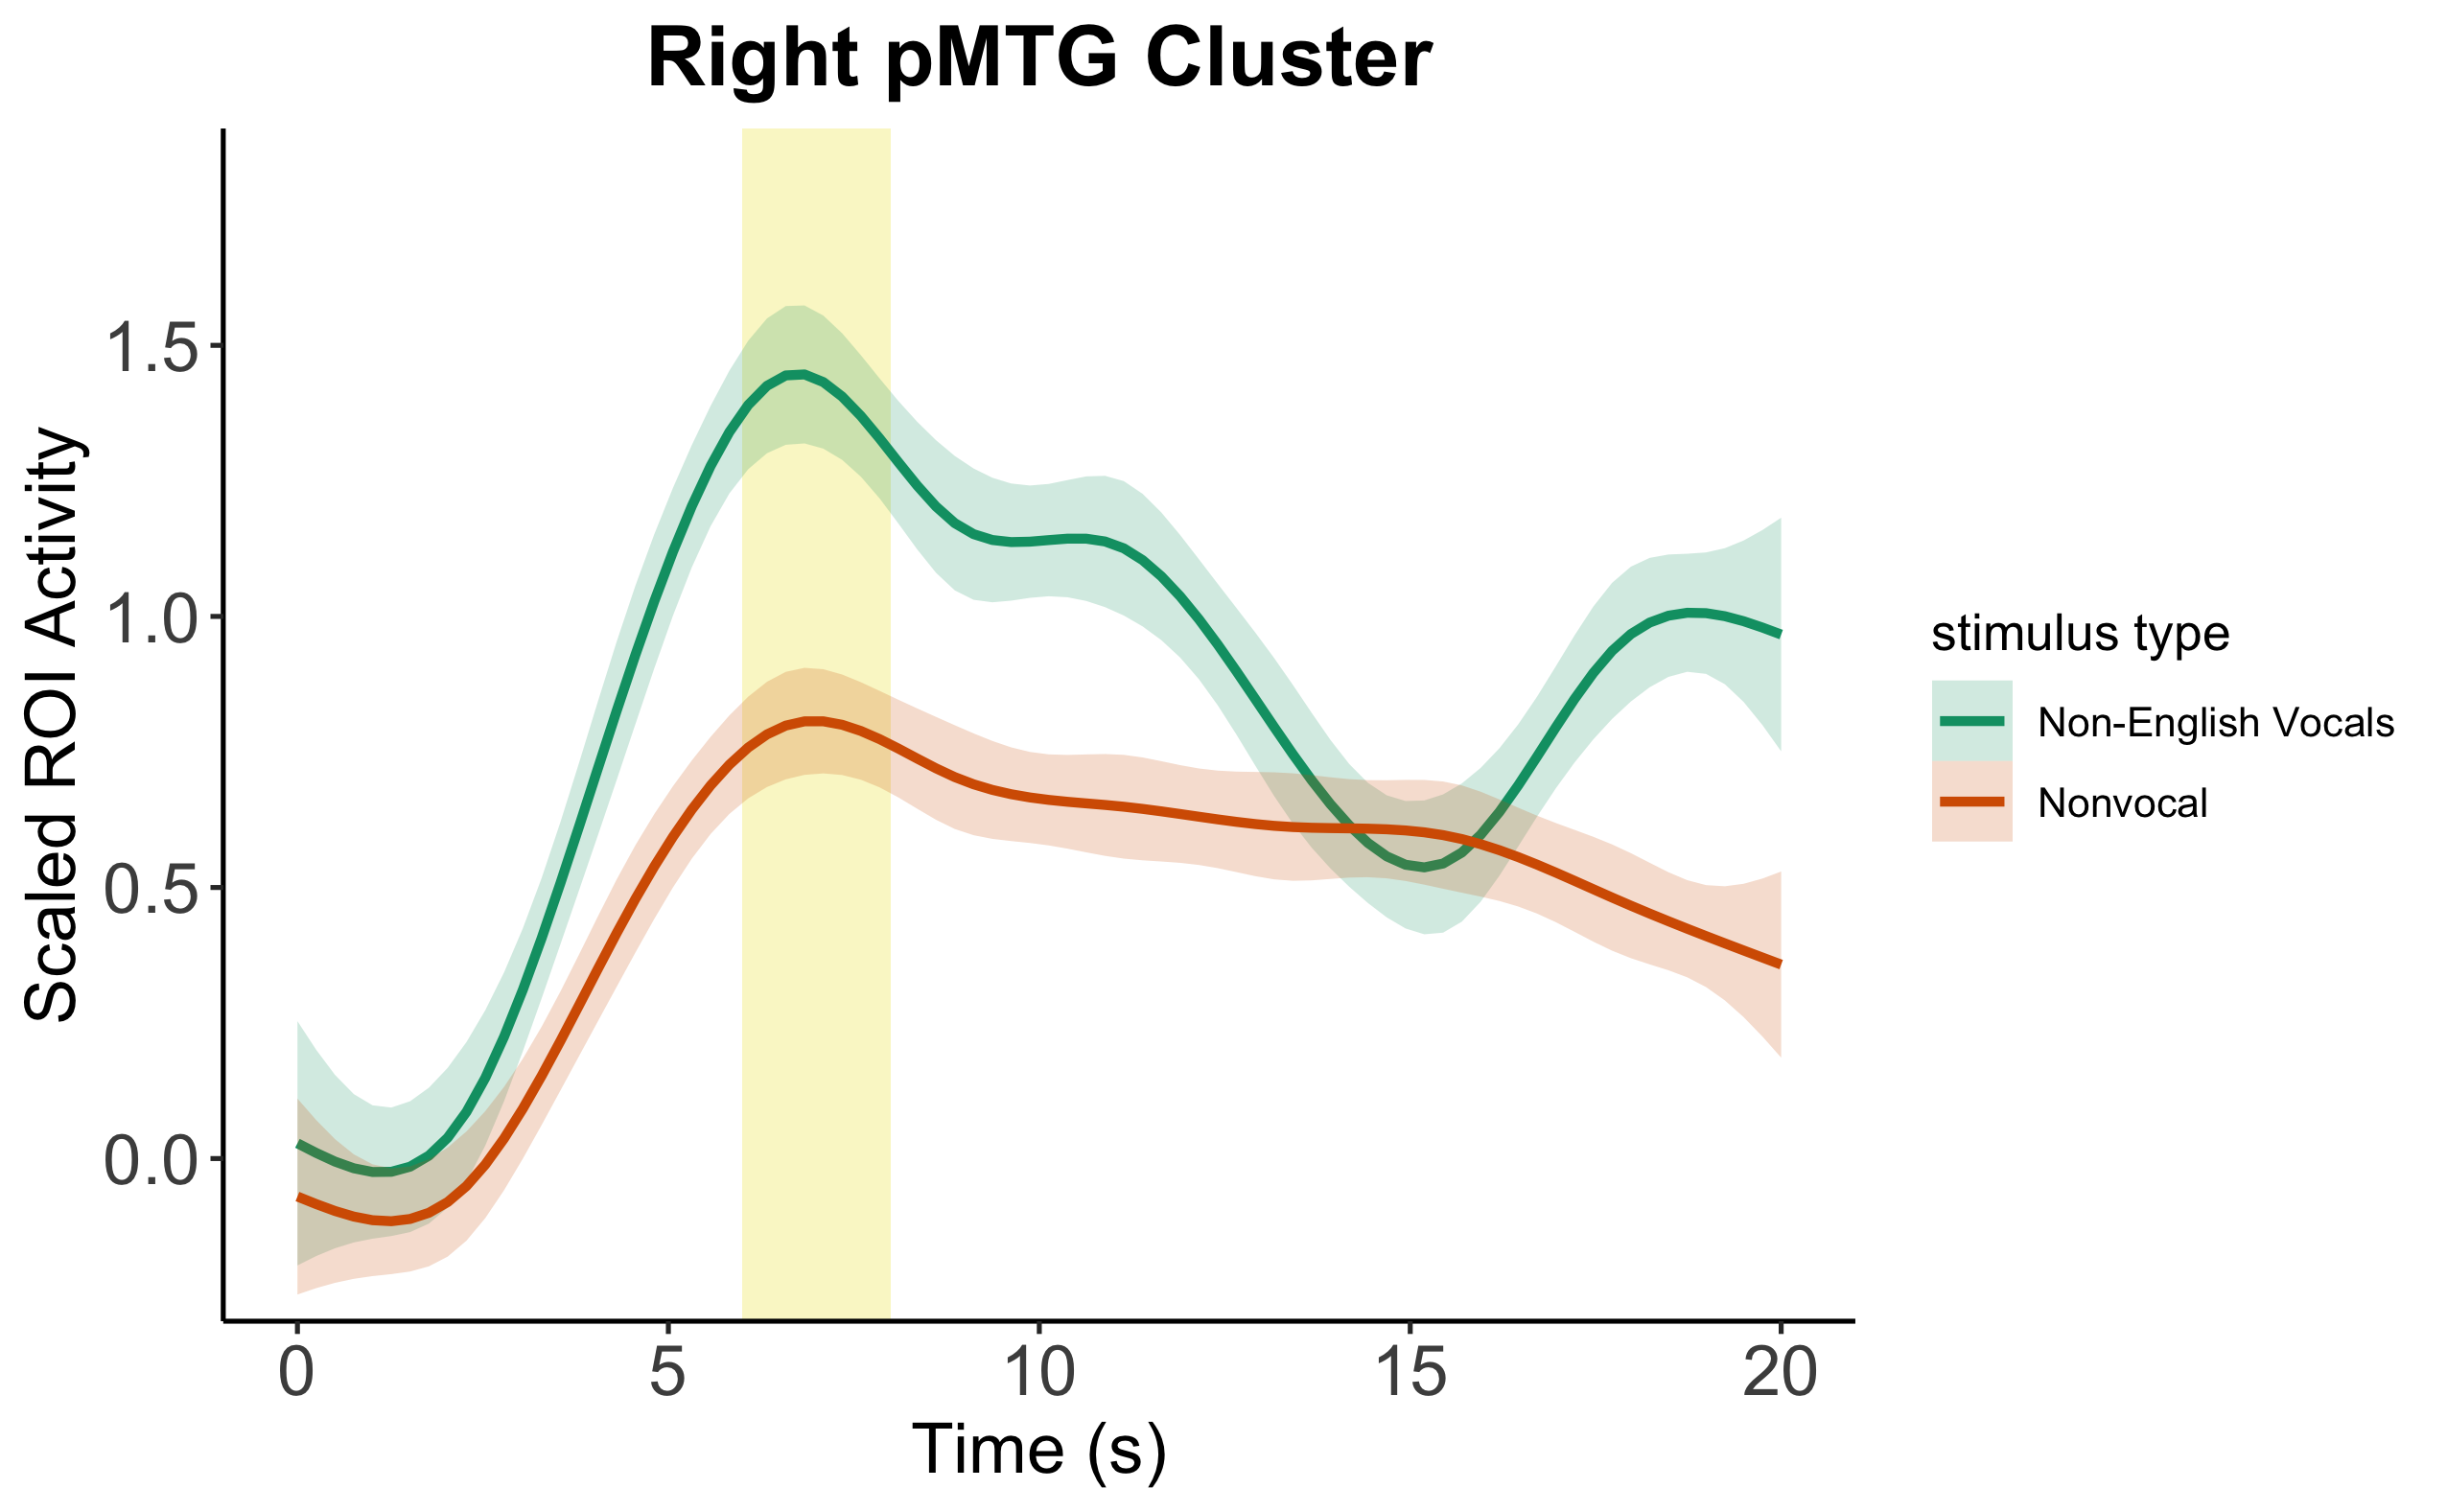 Right pMTG Cluster
Scaled ROI Activity
1.5
1.0
0.5
0.0
0 5 10 15 20
Time (s)
stimulus type
Non-English Vocals
Nonvocal